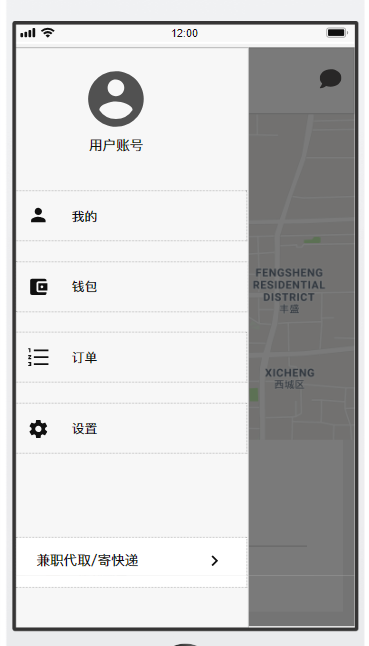 12:00
用户账号
我的
钱包
订单
设置
兼职代取/寄快递
FENGSHENG
RESIDENTIAL
DISTRICT
丰盛
XICHENG
西城区